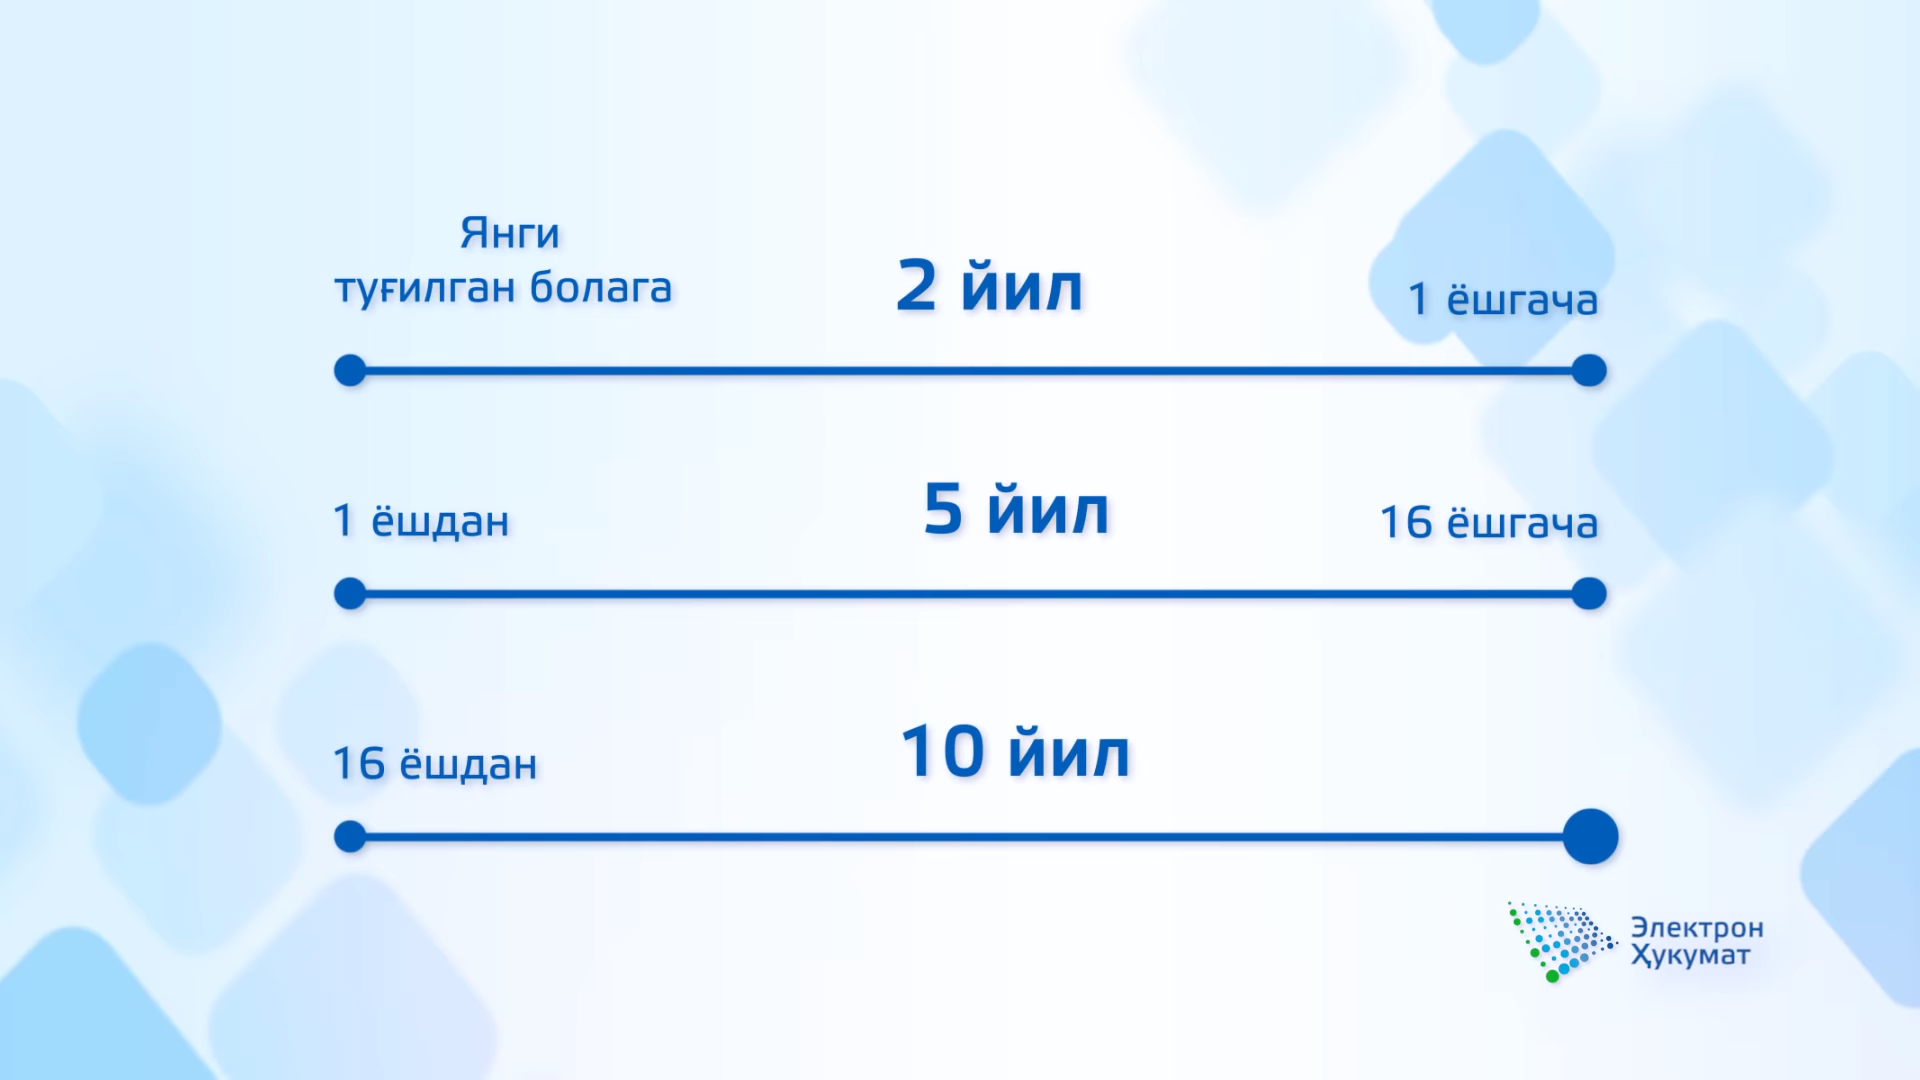 Янги
туғилган болага
2 йил
1 ёшгача
1 ёшдан
5 йил
16 ёшгача
16 ёшдан
10 йил
Электрон
Ҳукумат